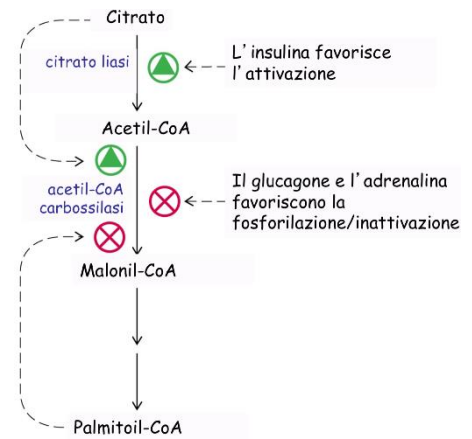 Citrato
citrato liasi
L'insulina favorisce
l'attivazione
Acetil-CoA
acetil-CoA
carbossilasi
Il glucagone e l'adrenalina
favoriscono la
fosforilazione/inattivazione
Malonil-CoA
Palmitoil-CoA